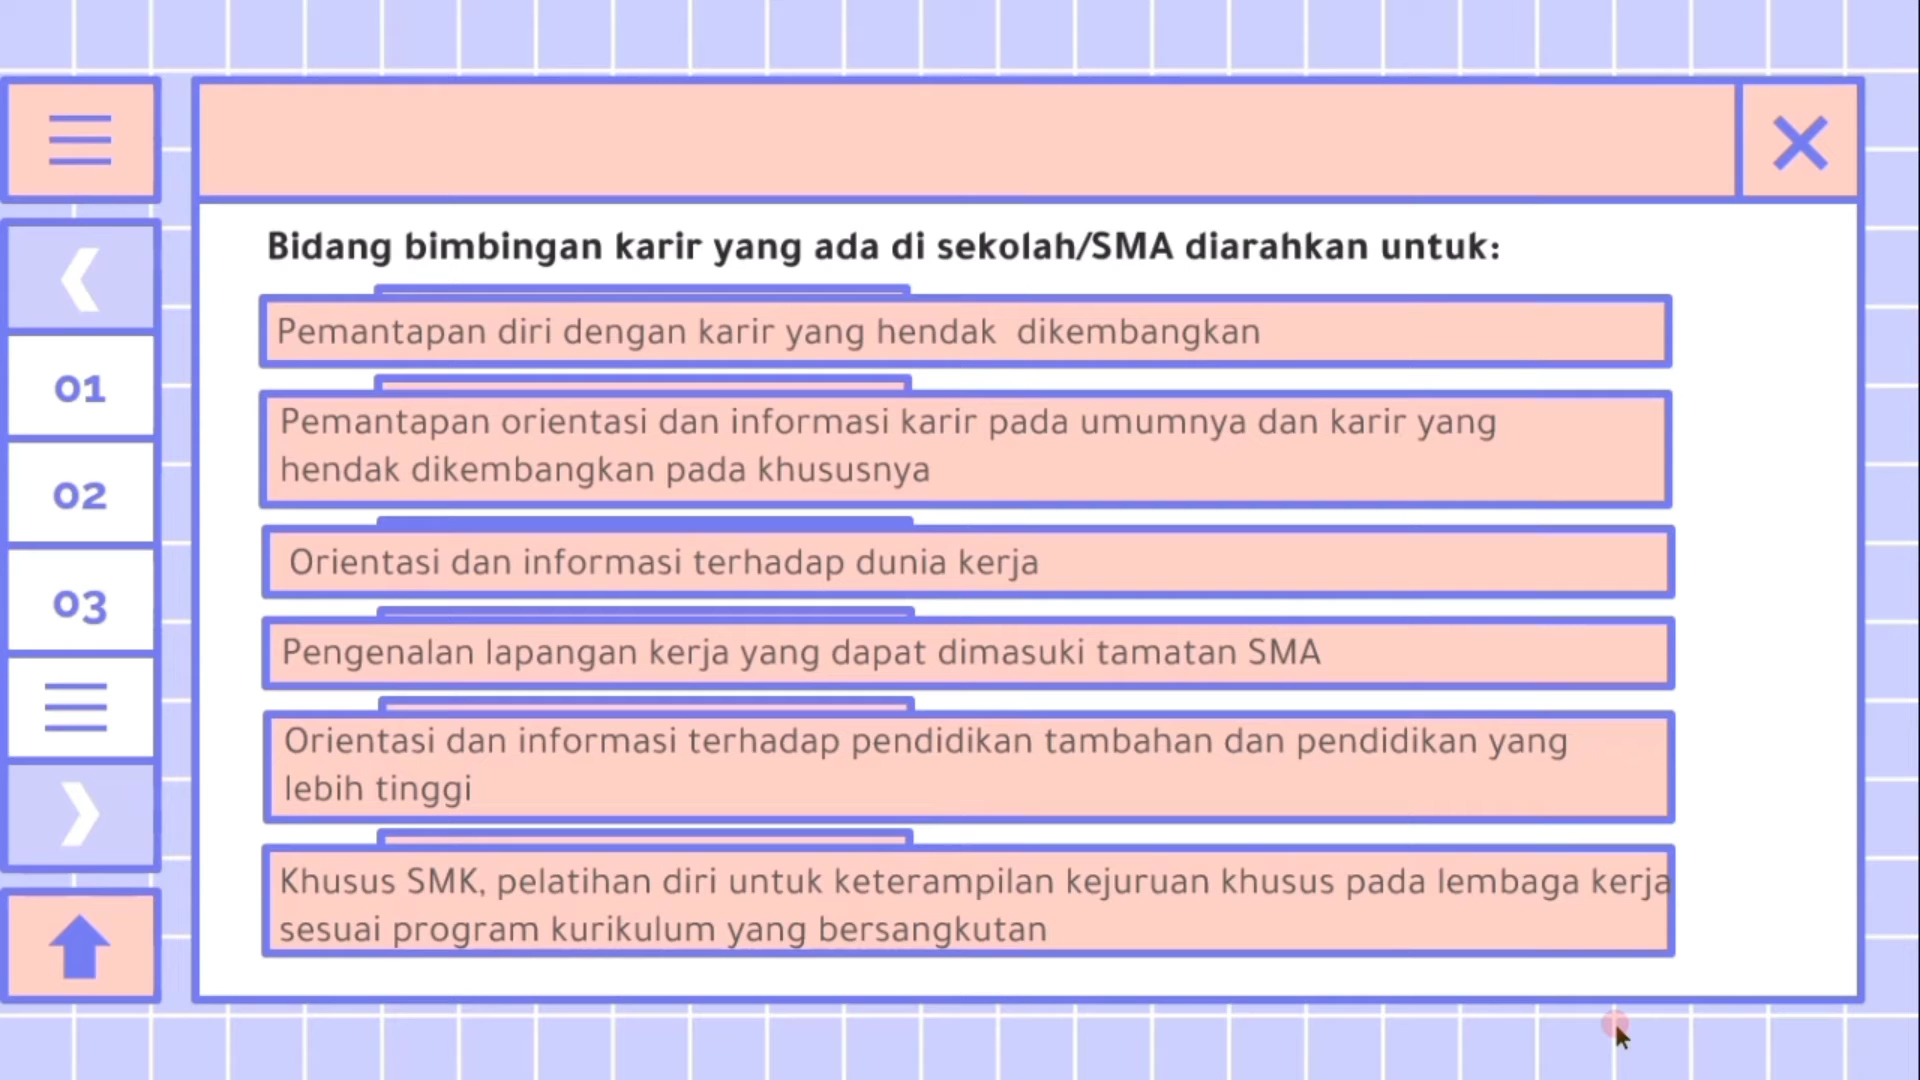 Bidang bimbingan karir yang ada di sekolah/SMA diarahkan untuk:
Pemantapan diri dengan karir yang hendak dikembangkan
Pemantapan orientasi dan informasi karir pada umumnya dan karir yang
hendak dikembangkan pada khususnya
Orientasi dan informasi terhadap dunia kerja
Pengenalan lapangan kerja yang dapat dimasuki tamatan SMA
Orientasi dan informasi terhadap pendidikan tambahan dan pendidikan yang
lebih tinggi
Khusus SMK, pelatihan diri untuk keterampilan kejuruan khusus pada lembaga kerja
sesuai program kurikulum yang bersangkutan
01
02
03